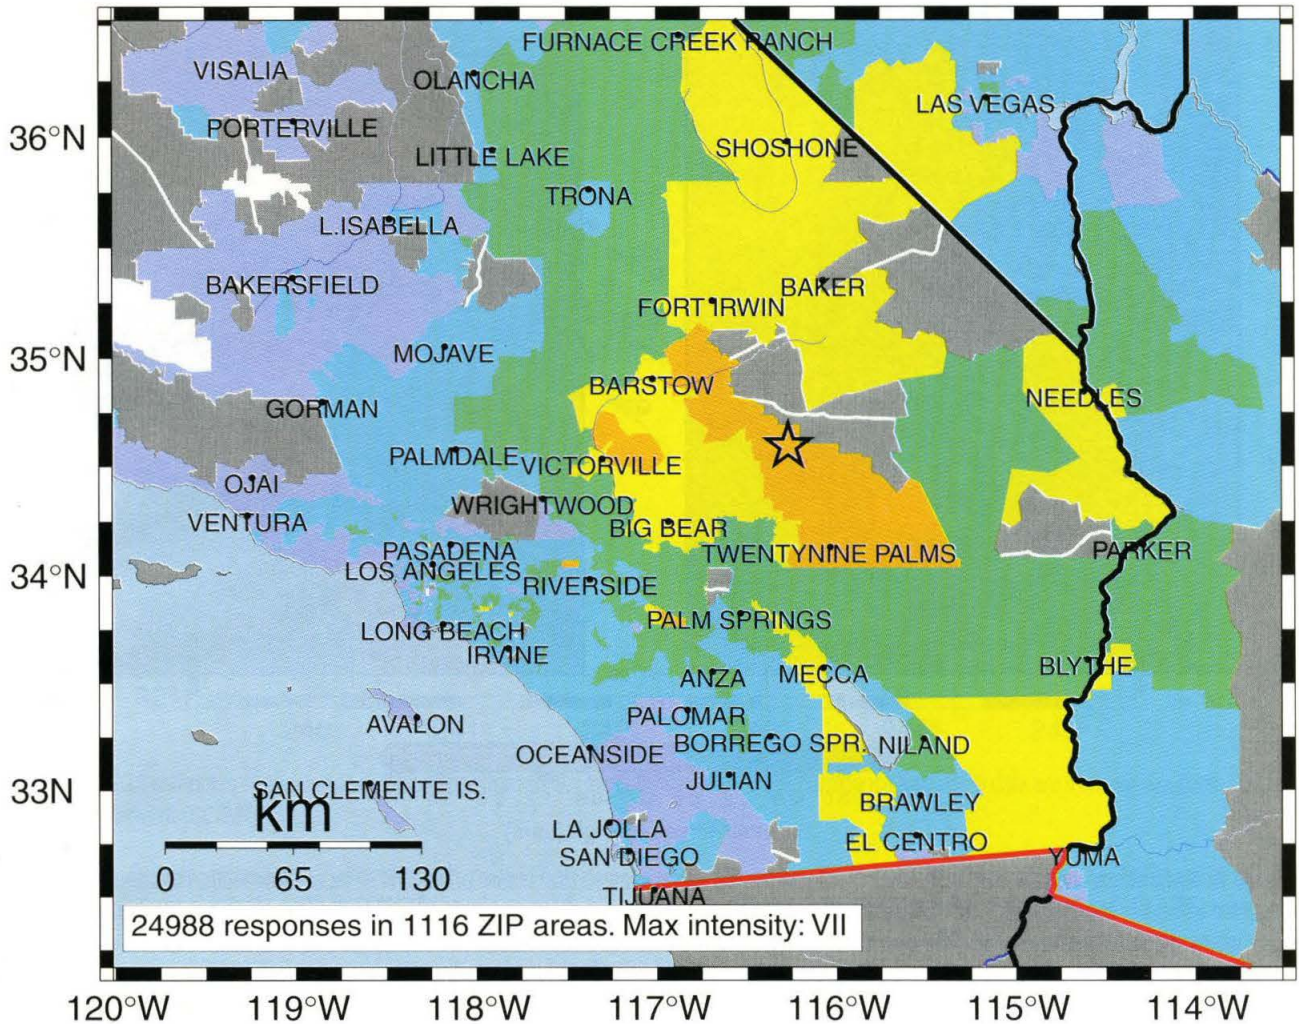 FURNACE CREEK RANCH
VISALIA
OLANCHA
LAS VEGAS
PORTERVILLE
36°N
SHOSHONE
LITTLE LAKE
TRONA
L.ISABELLA
BAKERSFIELD
BAKER
FORT IRWIN
35°N
MOJAVE
BARSTOW
NEEDLES
GORMAN
PALMDALE
VICTORVILLE
OJAI
WRIGHTWOOD
VENTURA
BIG BEAR
PASADENA
TWENTYNINE PALMS
PARKER
34°N
LOS ANGELES
RIVERSIDE
PALM SPRINGS
LONG BEACH
IRVINE
BLYTHE
ANZA
MECCA
AVALON
PALOMAR
BORREGO SPR.
NILAND
OCEANSIDE
33N
SAN CLEMENTE IS.
JULIAN
BRAWLEY
km
LA JOLLA
EL CENTRO
SAN DIEGO
YUMA
0 65 130
TIJUANA
24988 responses in 1116 ZIP areas. Max intensity: VII
120°W 119°W 118°W 117°W 116°W 115°W 114°W